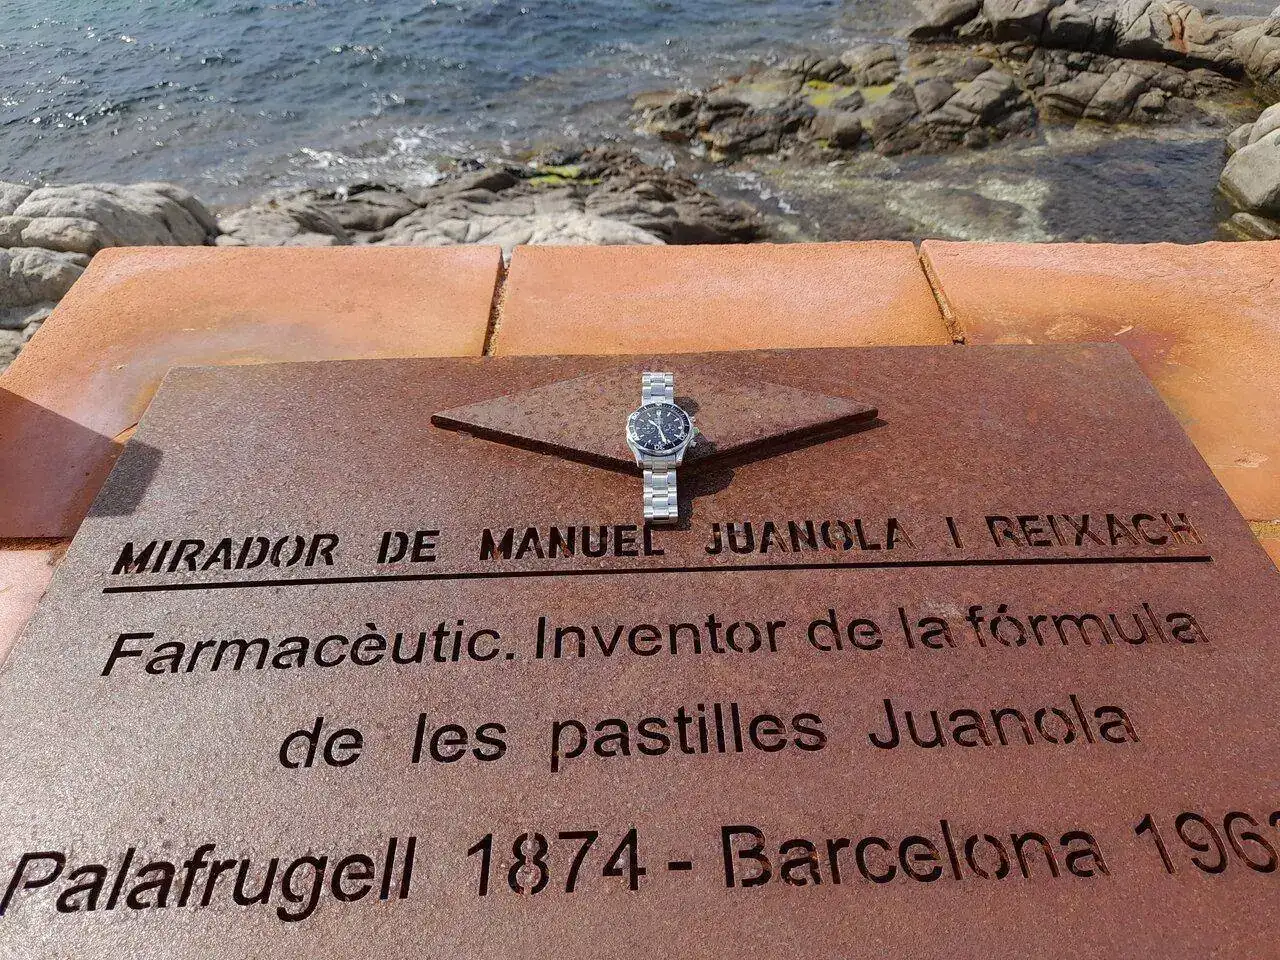 MIRADOR DE MANUEL JUANOLA I REIXACH
Farmacèutic. Inventor de la fórmula
de les pastilles Juanola
Palafrugell 1874 - Barcelona